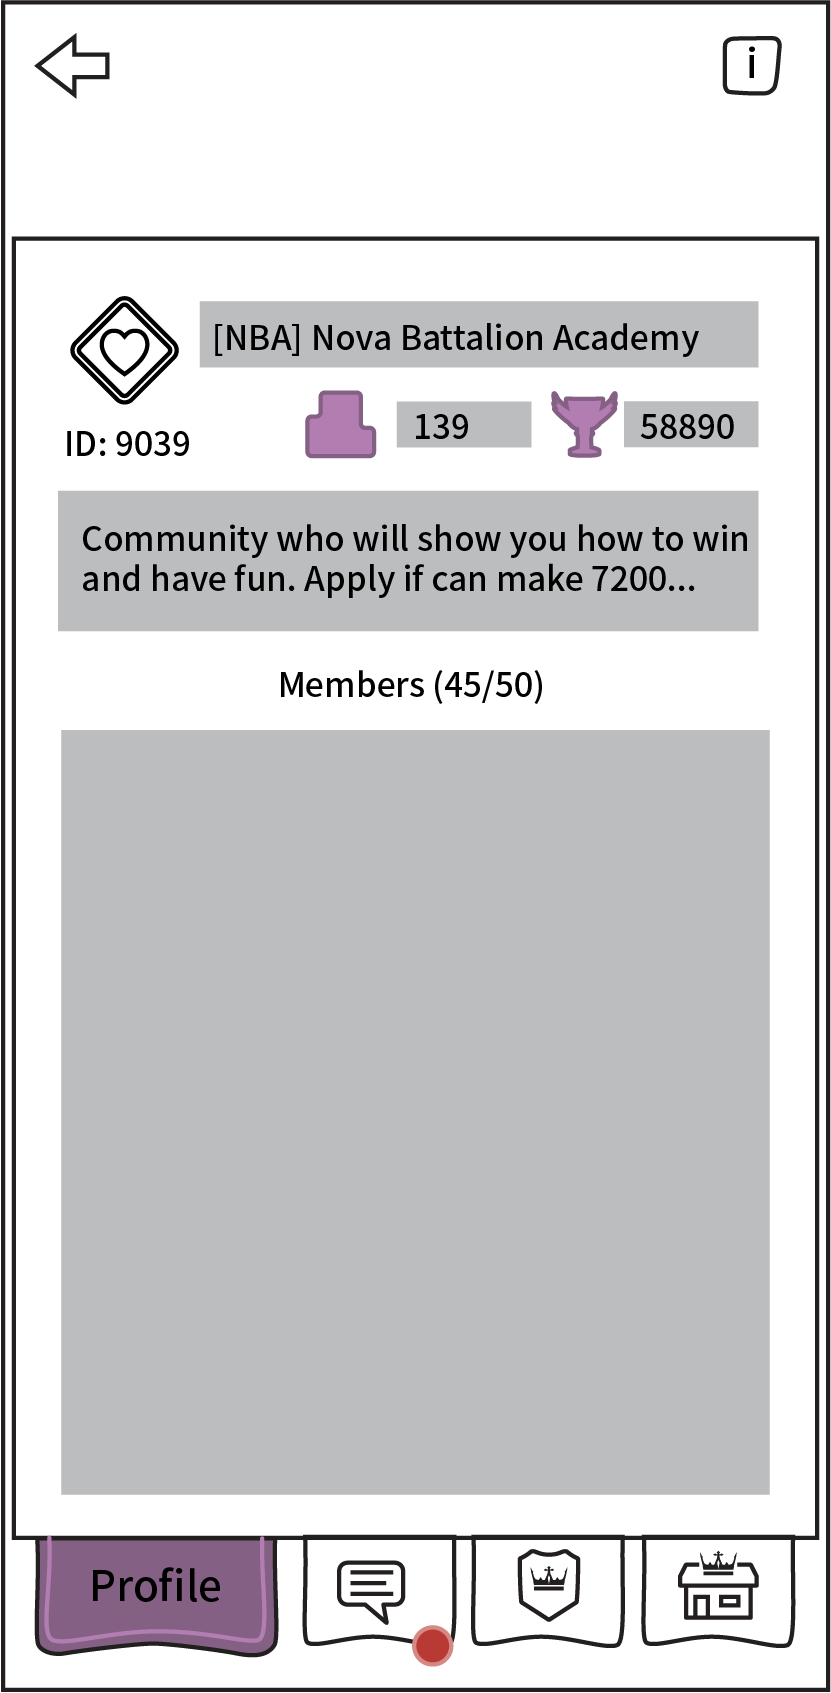 i
[NBA] Nova Battalion Academy
ID: 9039
139
58890
Community who will show you how to win
and have fun. Apply if can make 7200...
Members (45/50)
Profile